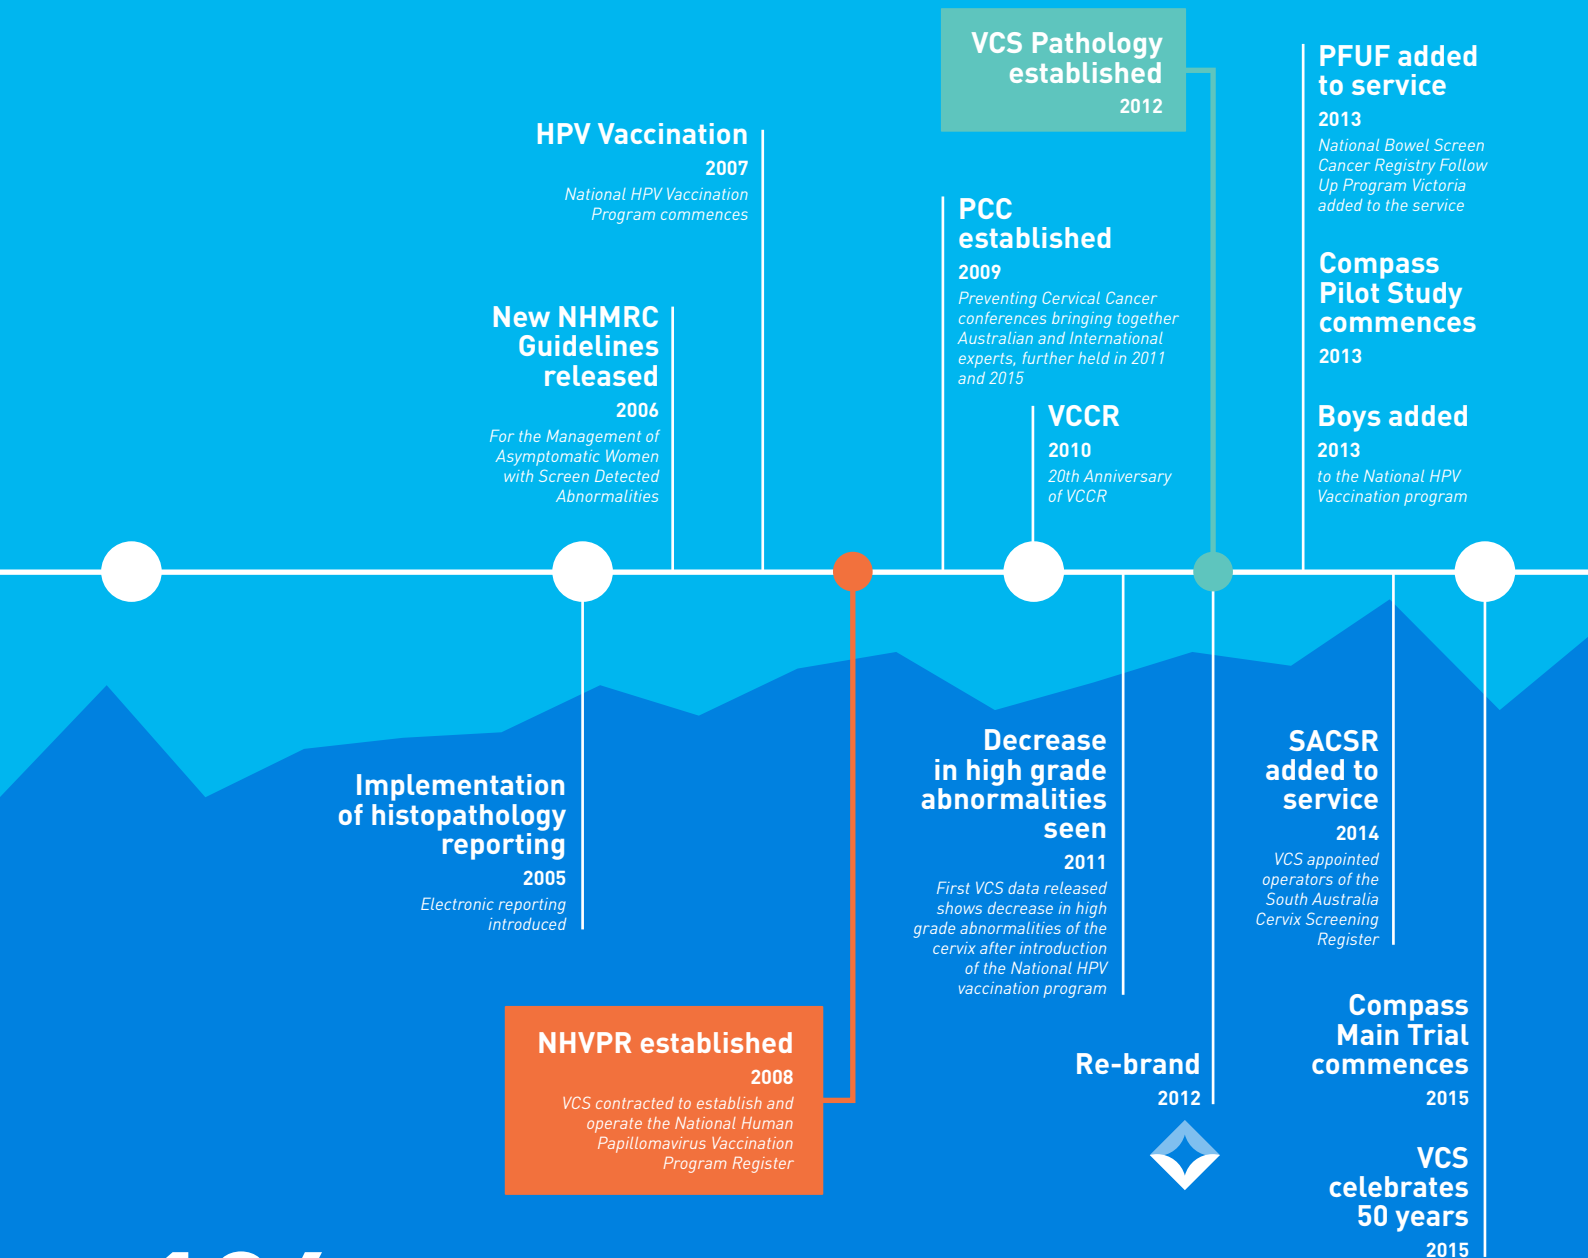 VCS Pathology
established
2012
PFUF added
to service
2013
National Bowel Screen
Cancer Registry Follow
Up Program Victoria
added to the service
HPV Vaccination
2007
National HPV Vaccination
Program commences
PCC
established
2009
Preventing Cervical Cancer
conferences bringing together
Australian and International
experts, further held in 2011
and 2015
Compass
Pilot Study
commences
2013
New NHMRC
Guidelines
released
2006
For the Management of
Asymptomatic Women
with Screen Detected
Abnormalities
VCCR
2010
20th Anniversary
of VCCR
Boys added
2013
to the National HPV
Vaccination program
Implementation
of histopathology
reporting
2005
Electronic reporting
introduced
Decrease
in high grade
abnormalities
seen
2011
First VCS data released
shows decrease in high
grade abnormalities of the
cervix after introduction
of the National HPV
vaccination program
SACSR
added to
service
2014
VCS appointed
operators of the
South Australia
Cervix Screening
Register
NHVPR established
2008
VCS contracted to establish and
operate the National Human
Papillomavirus Vaccination
Program Register
Re-brand
2012
Compass
Main Trial
commences
2015
VCS
celebrates
50 years
2015